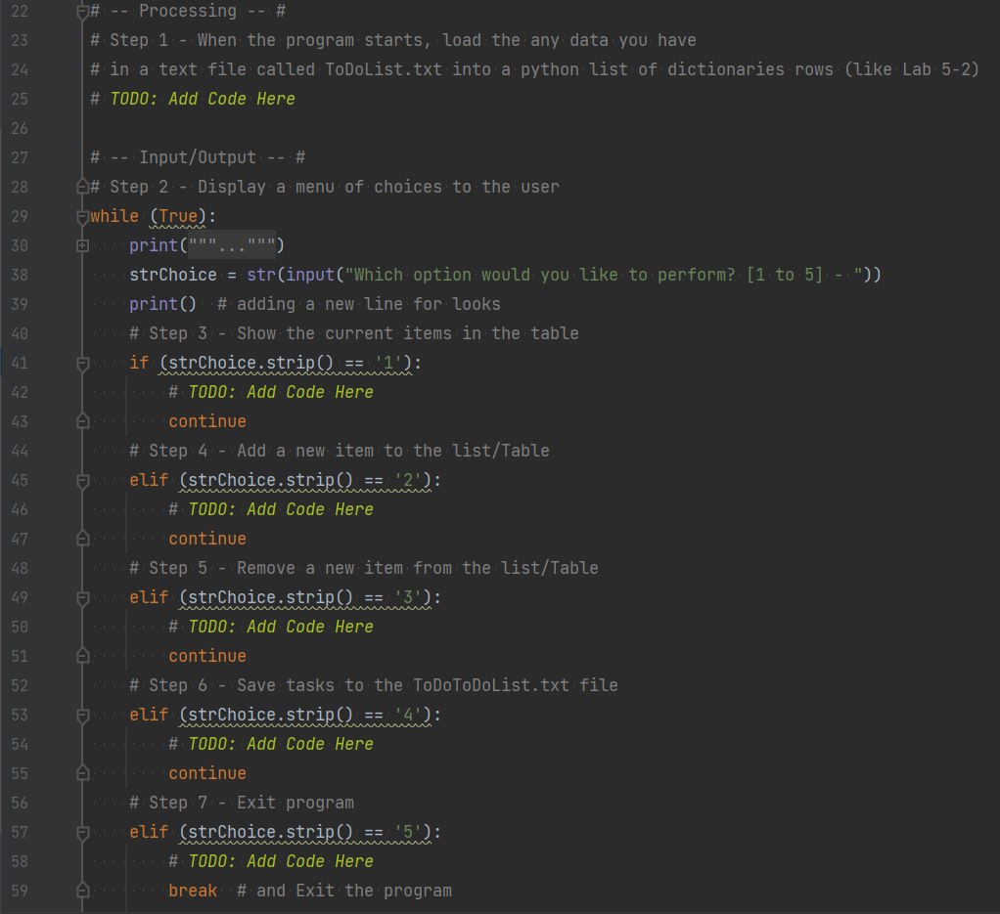 22 # -- Processing -- #
23 # Step 1 - When the program starts, load the any data you have
24 # in a text file called ToDoList.txt into a python list of dictionaries rows (like Lab 5-2)
25 # TODO: Add Code Here
26
27 # -- Input/Output -- #
28 # Step 2 - Display a menu of choices to the user
29 while (True):
30     print("""...""")
38     strChoice = str(input("Which option would you like to perform? [1 to 5] - "))
39     print()  # adding a new line for looks
40     # Step 3 - Show the current items in the table
41     if (strChoice.strip() == '1'):
42         # TODO: Add Code Here
43         continue
44     # Step 4 - Add a new item to the list/Table
45     elif (strChoice.strip() == '2'):
46         # TODO: Add Code Here
47         continue
48     # Step 5 - Remove a new item from the list/Table
49     elif (strChoice.strip() == '3'):
50         # TODO: Add Code Here
51         continue
52     # Step 6 - Save tasks to the ToDoToDoList.txt file
53     elif (strChoice.strip() == '4'):
54         # TODO: Add Code Here
55         continue
56     # Step 7 - Exit program
57     elif (strChoice.strip() == '5'):
58         # TODO: Add Code Here
59         break  # and Exit the program